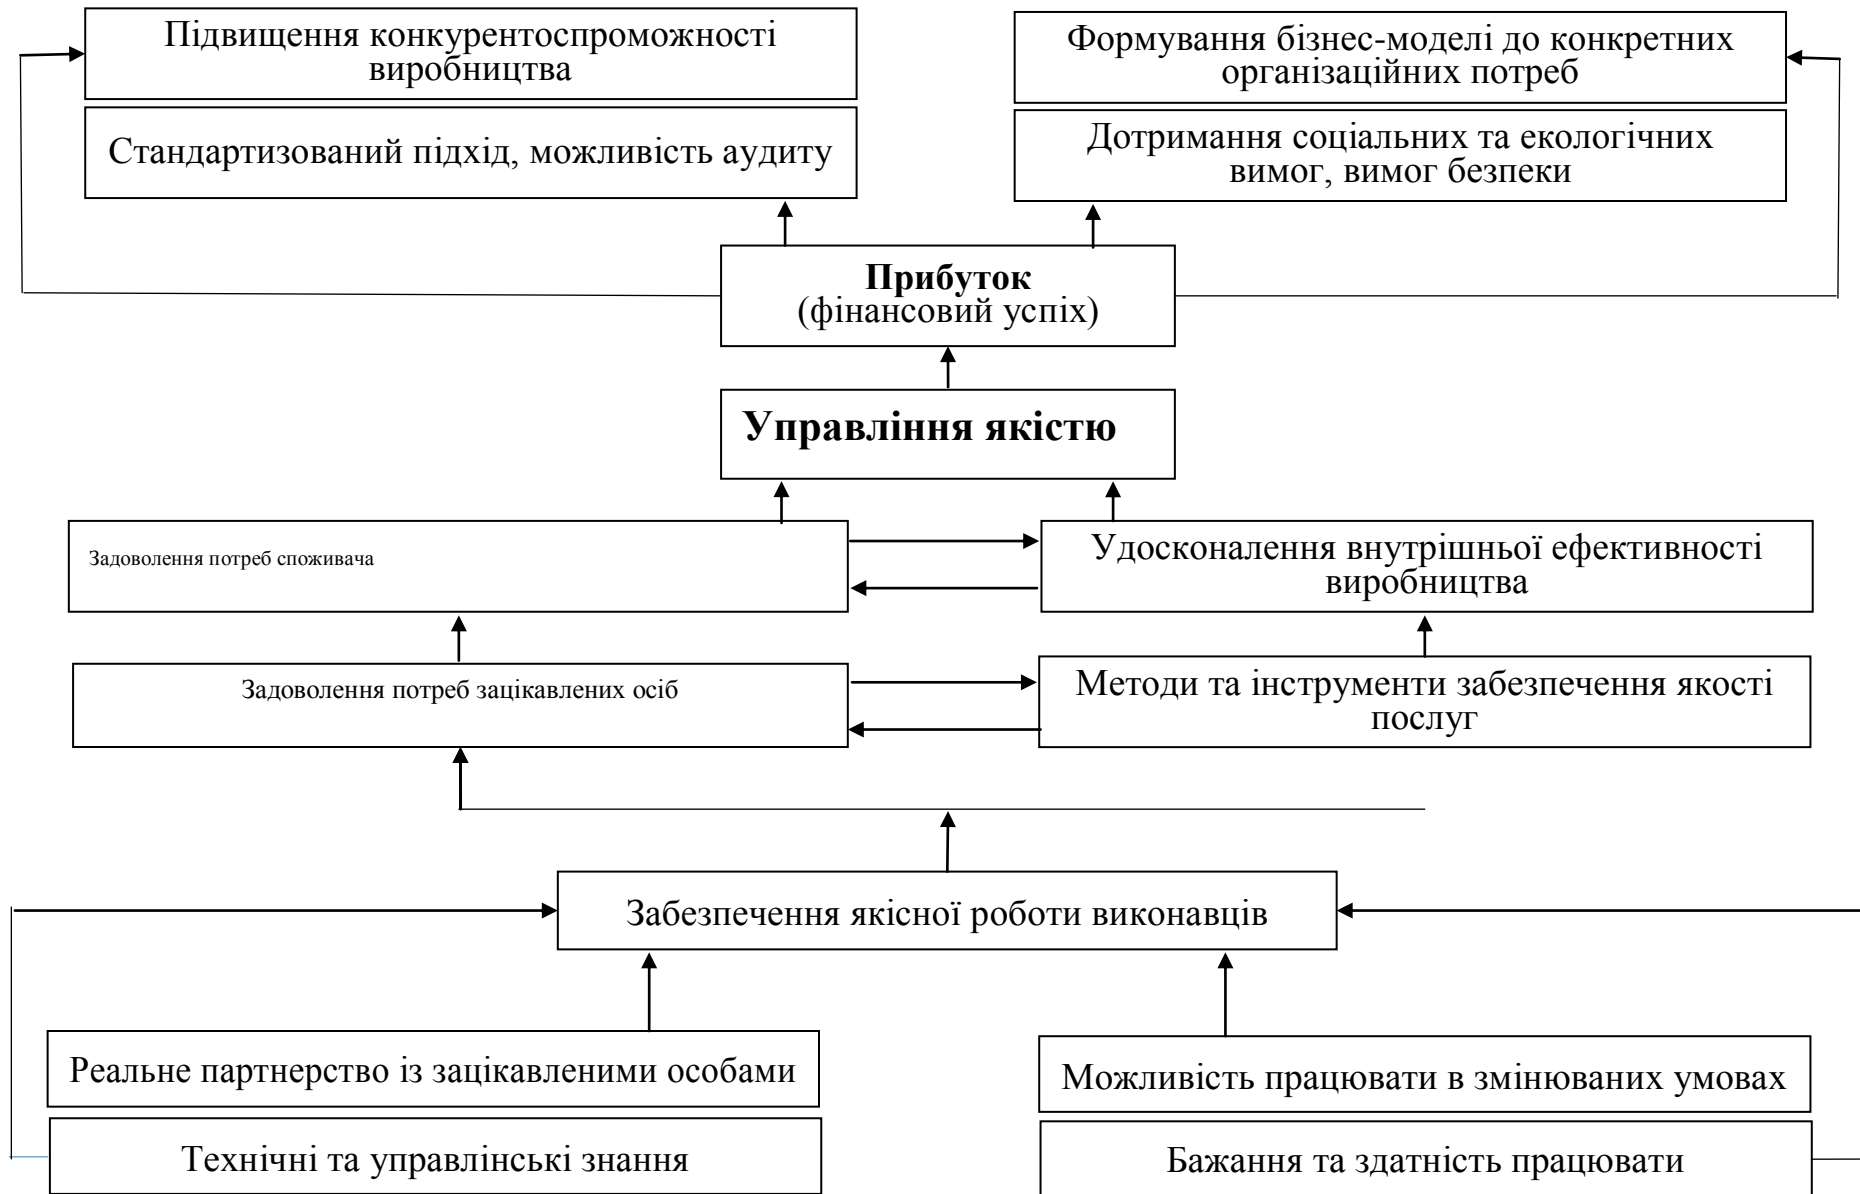 Підвищення конкурентоспроможності
виробництва
Формування бізнес-моделі до конкретних
організаційних потреб
Стандартизований підхід, можливість аудиту
Дотримання соціальних та екологічних
вимог, вимог безпеки
Прибуток
(фінансовий успіх)
Управління якістю
Задоволення потреб споживача
Удосконалення внутрішньої ефективності
виробництва
Задоволення потреб зацікавлених осіб
Методи та інструменти забезпечення якості
послуг
Забезпечення якісної роботи виконавців
Реальне партнерство із зацікавленими особами
Можливість працювати в змінюваних умовах
Технічні та управлінські знання
Бажання та здатність працювати